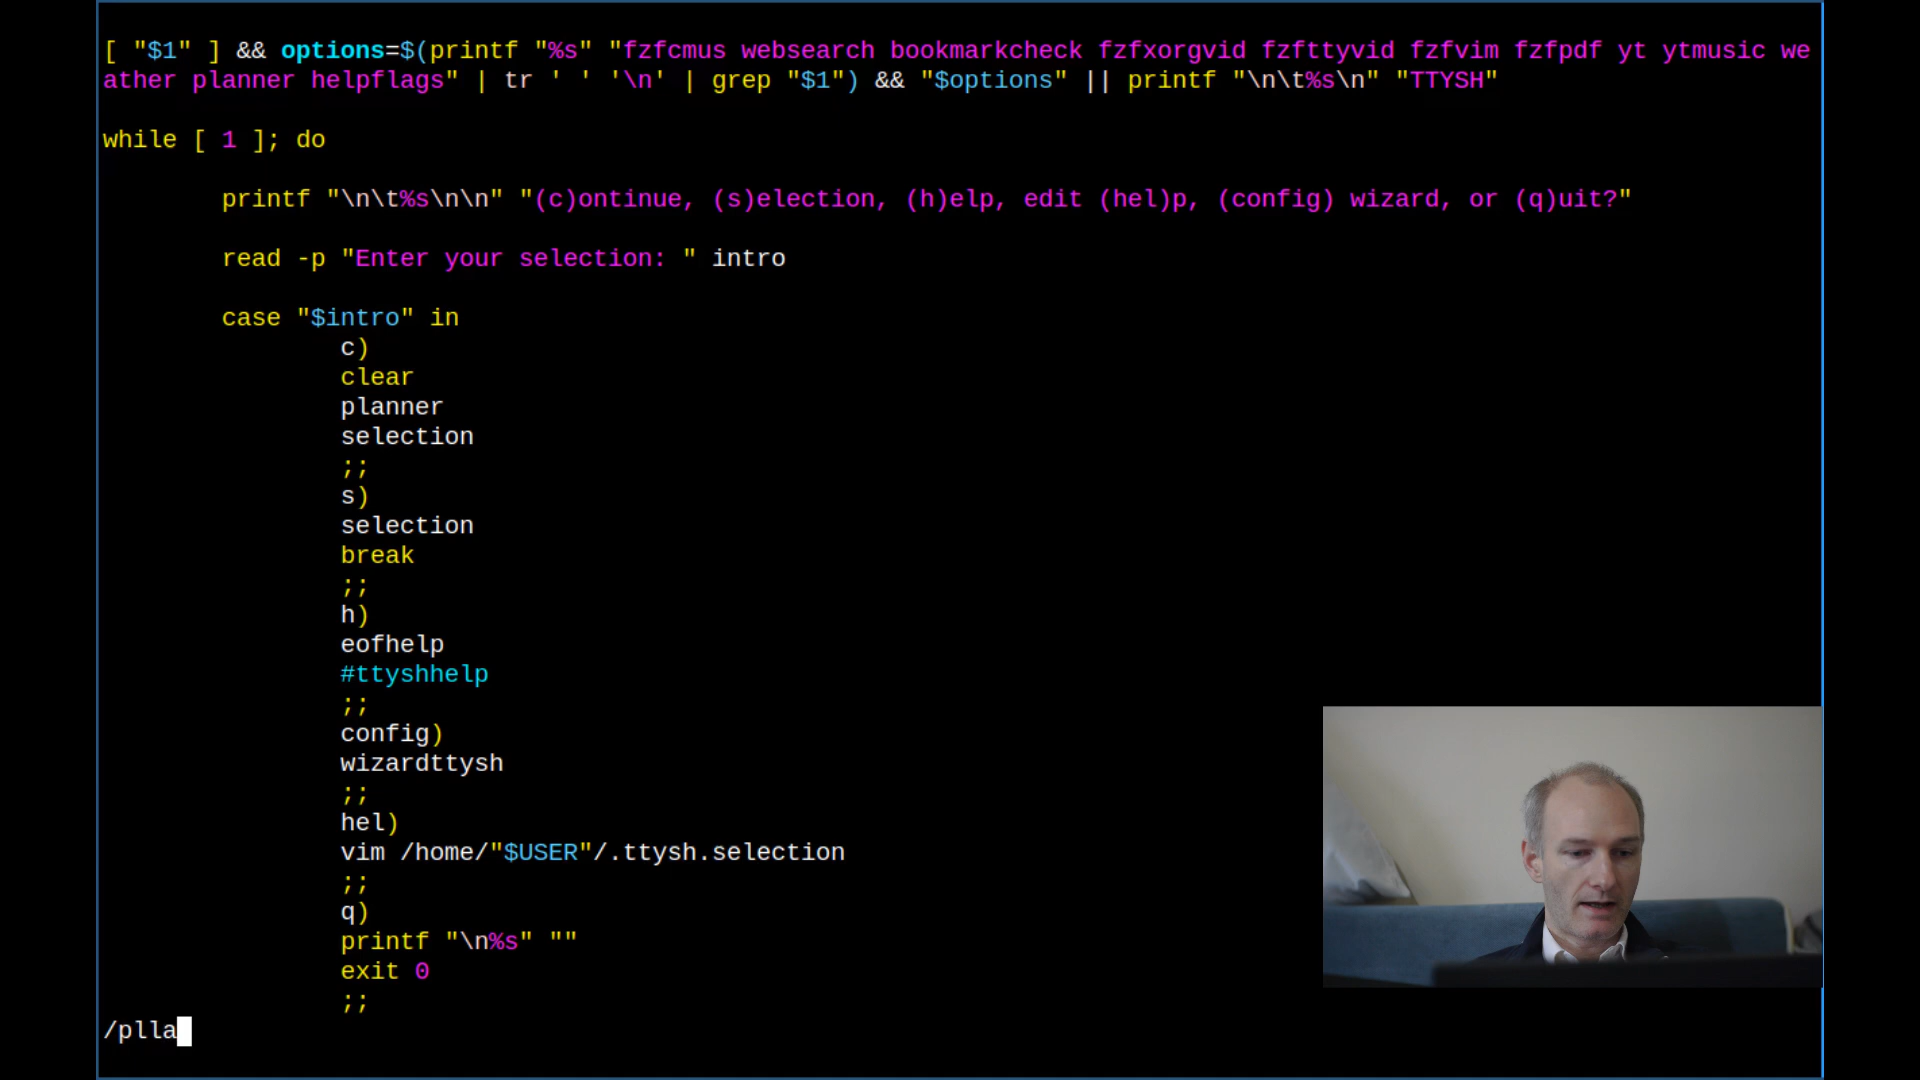 [ "$1" ] && options=$(printf "%s" "fzfcmus websearch bookmarkcheck fzfxorgvid fzfttyvid fzfvim fzfpdf yt ytmusic we
ather planner helpflags" | tr ' ' '\n' | grep "$1") && "$options" || printf "\n\t%s\n" "TTYSH"
while [ 1 ]; do
printf "\n\t%s\n\n" "(c)ontinue, (s)election, (h)elp, edit (hel)p, (config) wizard, or (q)uit?"
read -p "Enter your selection: " intro
case "$intro" in
c)
clear
planner
selection
;;
s)
selection
break
;;
h)
eofhelp
#ttyshhelp
;;
config)
wizardttysh
;;
hel)
vim /home/"$USER"/.ttysh.selection
;;
q)
printf "\n%s" ""
exit 0
;;
/plla